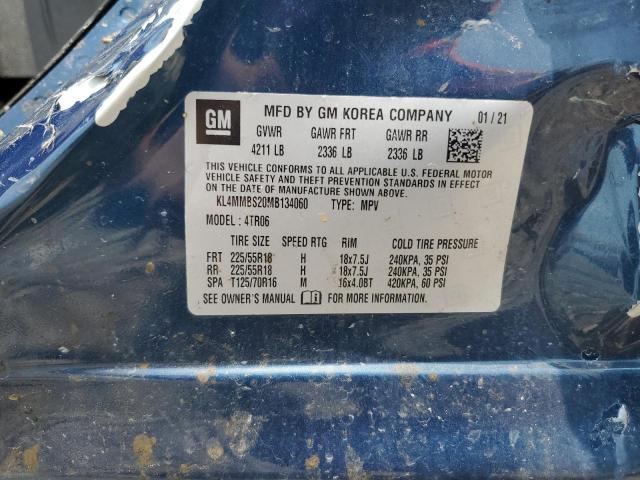 GM MFD BY GM KOREA COMPANY 01/21
GVWR GAWR FRT GAWR RR
4211 LB 2336 LB 2336 LB
THIS VEHICLE CONFORMS TO ALL APPLICABLE U.S. FEDERAL MOTOR
VEHICLE SAFETY AND THEFT PREVENTION STANDARDS IN EFFECT ON
THE DATE OF MANUFACTURE SHOWN ABOVE.
KL4MMBS20MB134060 TYPE: MPV
MODEL : 4TR06
TIRE SIZE SPEED RTG RIM COLD TIRE PRESSURE
FRT 225/55R18 H 18x7.5J 240KPA, 35 PSI
RR 225/55R18 H 18x7.5J 240KPA, 35 PSI
SPA T125/70R16 M 16x4.0BT 420KPA, 60 PSI
SEE OWNER'S MANUAL FOR MORE INFORMATION